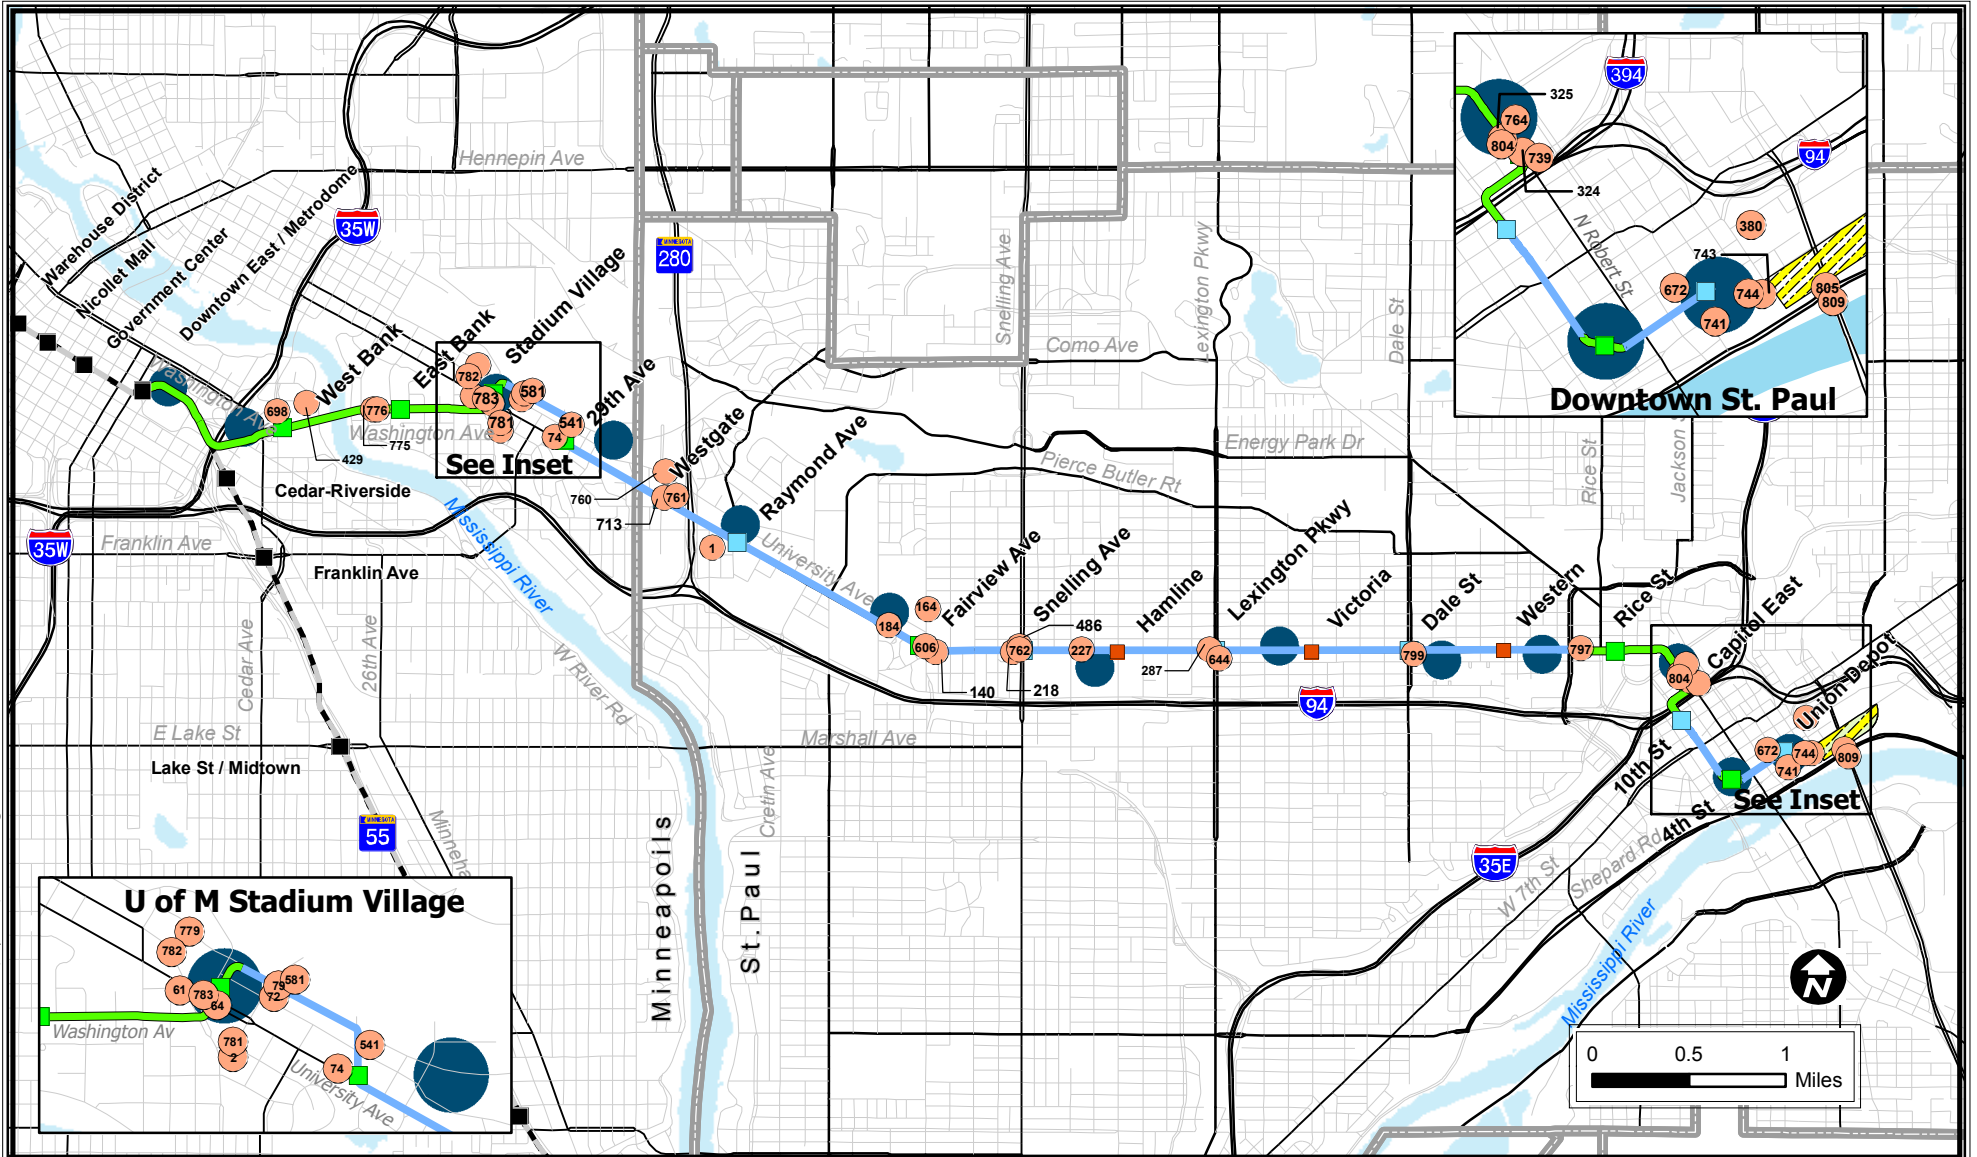 Hennepin Ave
Warehouse District
Nicollet Mall
Government Center
Downtown East / Metrodome
35W
MINNESOTA
280
Snelling Ave
Lexington Pkwy
Dale St
Como Ave
Energy Park Dr
Pierce Butler Rt
Rice St
Jackson
Washington Ave
West Bank
East Bank
Stadium Village
29th Ave
Westgate
Raymond Ave
University Ave
Fairview Ave
Snelling Ave
Hamline
Lexington Pkwy
Victoria
Dale St
Western
Rice St
Capitol East
Union Depot
10th St
4th St
698
429
776
775
Washington Ave
782
783
781
581
541
74
See Inset
Cedar-Riverside
760
713
761
1
164
184
606
140
762
486
218
227
287
644
799
797
804
672
744
741
809
See Inset
35W
Franklin Ave
Franklin Ave
Mississippi River
W River Rd
Cedar Ave
26th Ave
E Lake St
Lake St / Midtown
MINNESOTA
55
Minneha
Marshall Ave
Cretin Ave
94
35E
W 7th St
Shepard Rd
Mississippi River
Minneapoils
St.Paul
394
94
325
764
804
739
324
N Robert St
380
743
672
744
741
805
809
Downtown St. Paul
U of M Stadium Village
779
782
61
783
64
79
72
581
781
2
541
74
Washington Av
University Ave
N
0 0.5 1
Miles